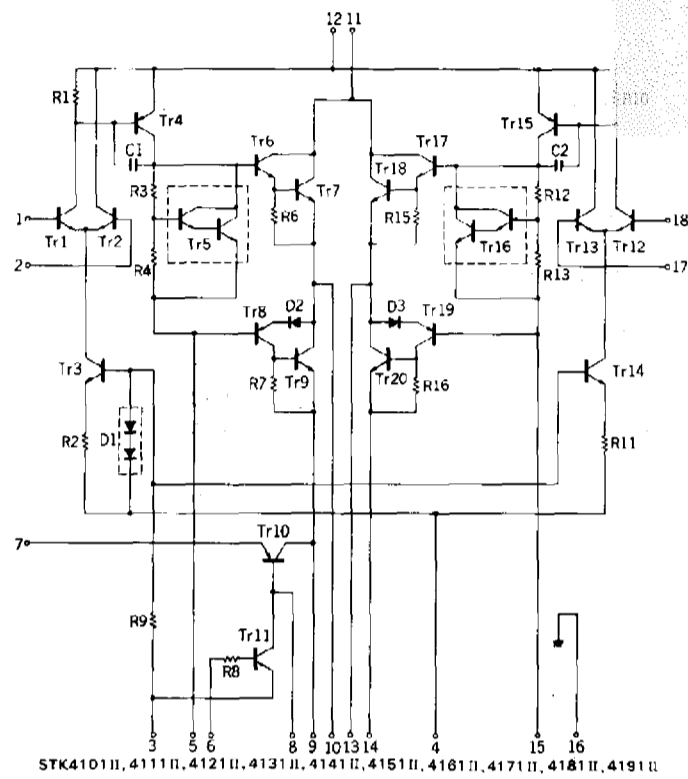 12 11
R1
Tr4
Tr15
R10
C1
Tr6
Tr17
C2
Tr18
R3
Tr7
R12
R6
R15
1
Tr1
Tr2
Tr5
Tr16
Tr13
Tr12
18
2
R4
R13
17
Tr8
D2
D3
Tr19
Tr3
R7
Tr9
Tr20
R16
Tr14
R2
D1
R11
Tr10
7
R9
Tr11
R8
3 5 6 8 9 10 13 14 4 15 16
STK4101II, 4111II, 4121II, 4131II, 4141II, 4151II, 4161II, 4171II, 4181II, 4191II